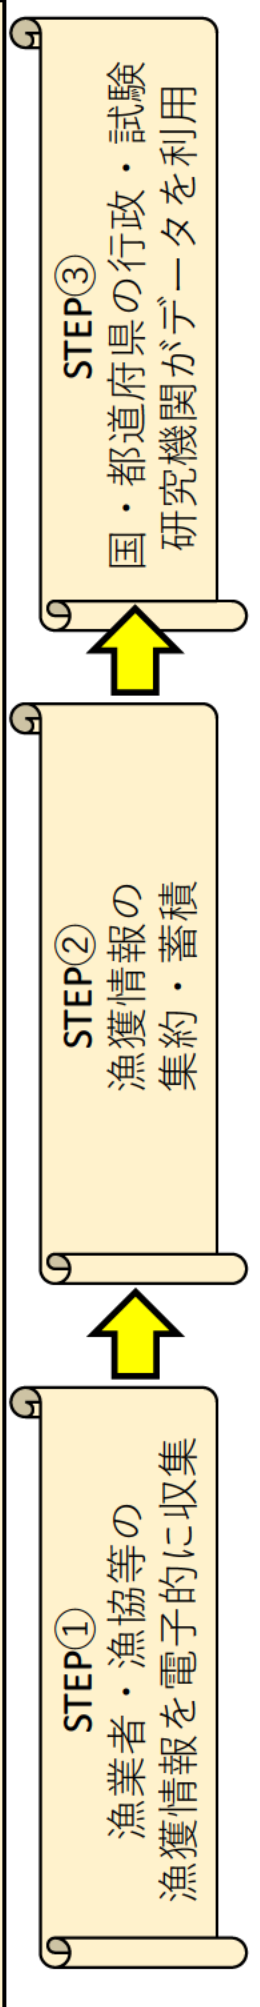 STEP①
漁業者・漁協等の
漁獲情報を電子的に収集
STEP②
漁獲情報の
集約・蓄積
STEP③
国・都道府県の行政・試験
研究機関がデータを利用